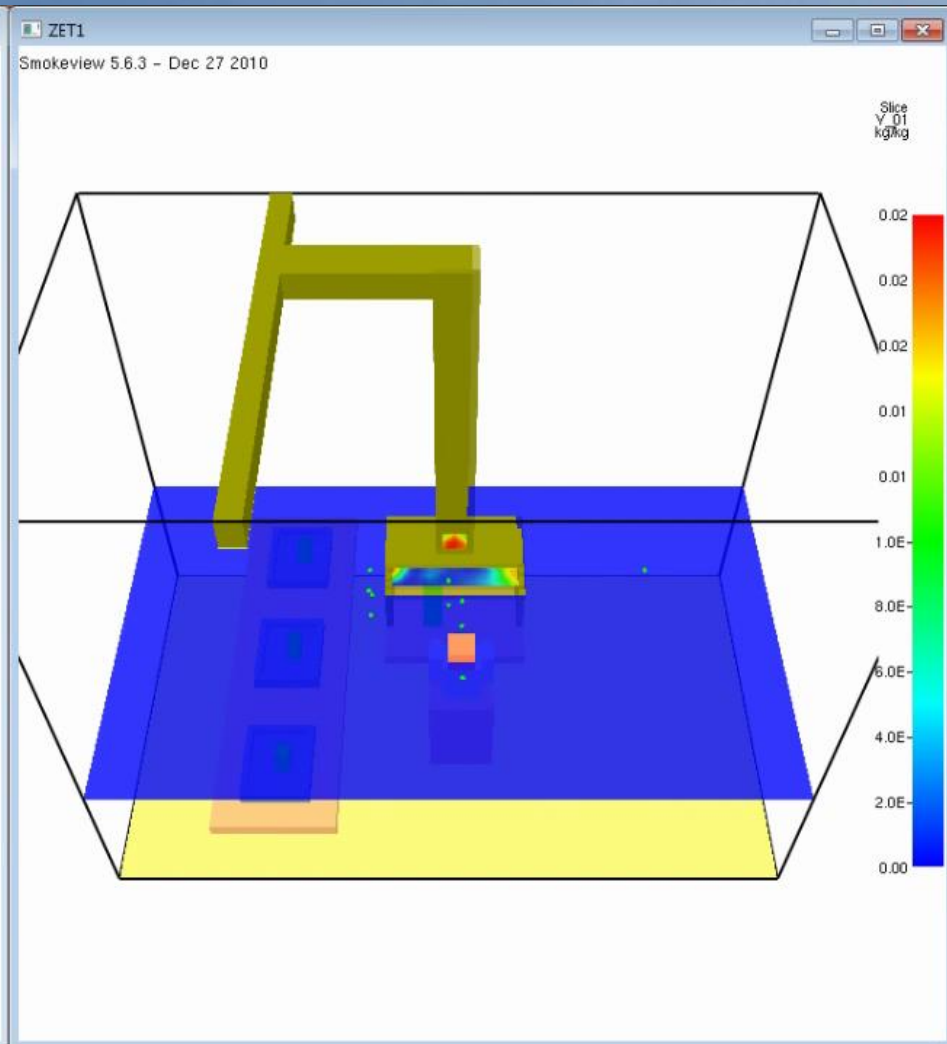 ZET1
Smokeview 5.6.3 - Dec 27 2010
Slice
Y_01
kg/kg
0.02
0.02
0.02
0.01
0.01
1.0E-
8.0E-
6.0E-
4.0E-
2.0E-
0.00